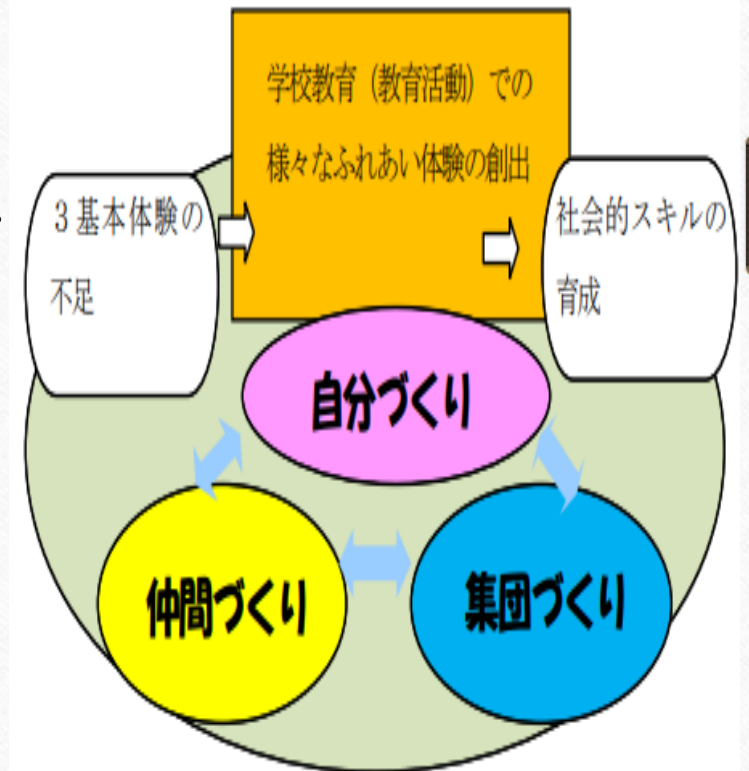 学校教育（教育活動）での
様々なふれあい体験の創出
３基本体験の
不足
社会的スキルの
育成
自分づくり
仲間づくり
集団づくり